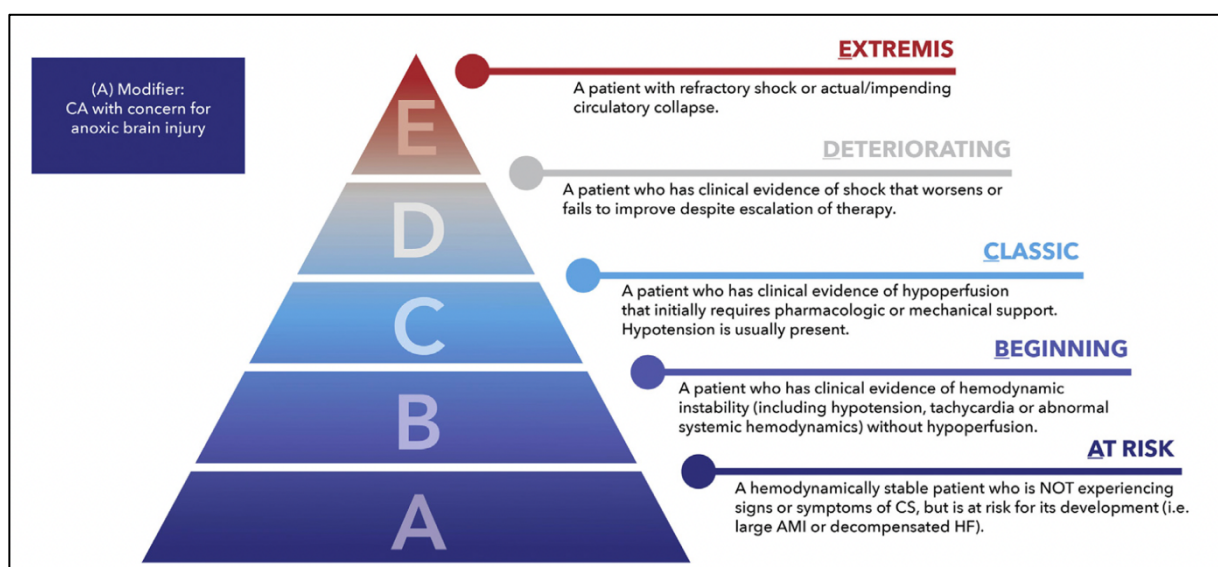 (A) Modifier:
CA with concern for
anoxic brain injury
E
D
C
B
A
EXTREMIS
A patient with refractory shock or actual/impending
circulatory collapse.
DETERIORATING
A patient who has clinical evidence of shock that worsens or
fails to improve despite escalation of therapy.
CLASSIC
A patient who has clinical evidence of hypoperfusion
that initially requires pharmacologic or mechanical support.
Hypotension is usually present.
BEGINNING
A patient who has clinical evidence of hemodynamic
instability (including hypotension, tachycardia or abnormal
systemic hemodynamics) without hypoperfusion.
AT RISK
A hemodynamically stable patient who is NOT experiencing
signs or symptoms of CS, but is at risk for its development (i.e.
large AMI or decompensated HF).